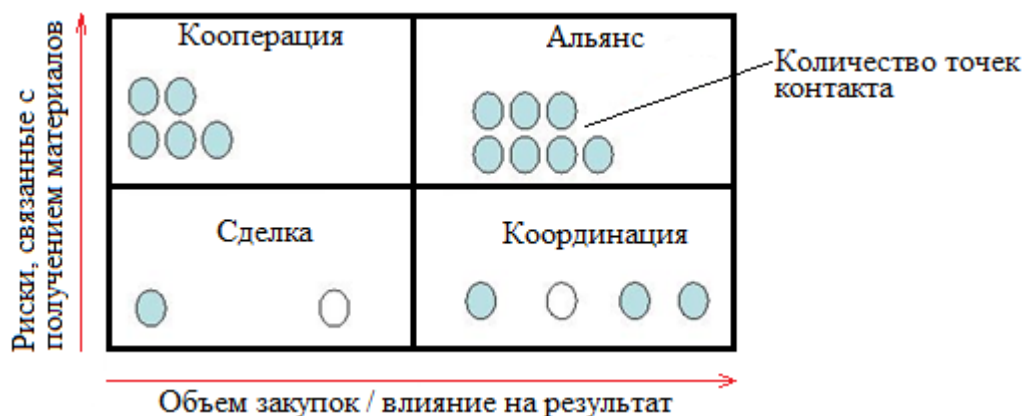 Риски, связанные с
получением материалов
Кооперация
Альянс
Количество точек
контакта
Сделка
Координация
Объем закупок / влияние на результат